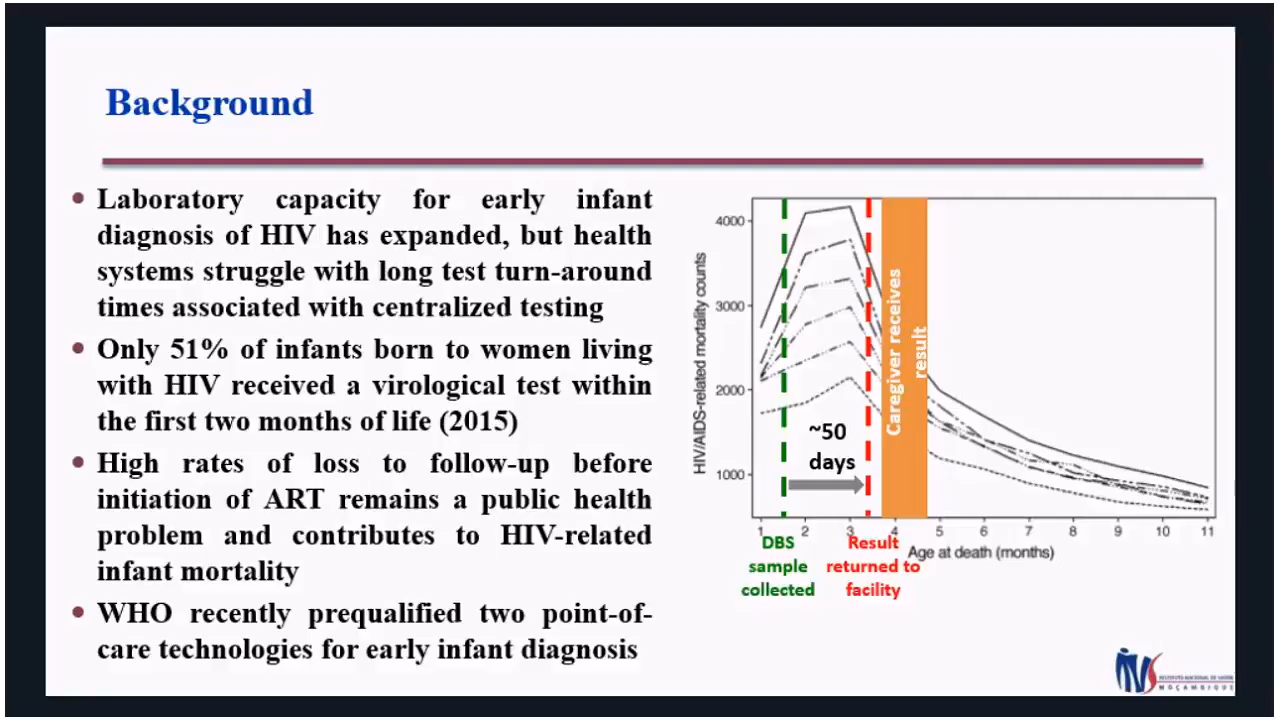 Background
Laboratory capacity for early infant
diagnosis of HIV has expanded, but health
systems struggle with long test turn-around
times associated with centralized testing
Only 51% of infants born to women living
with HIV received a virological test within
the first two months of life (2015)
High rates of loss to follow-up before
initiation of ART remains a public health
problem and contributes to HIV-related
infant mortality
WHO recently prequalified two point-of-
care technologies for early infant diagnosis
HIV/AIDS-related mortality counts
4000
3000
2000
1000
Caregiver receives
result
~50
days
1 2 3 4 5 6 7 8 9 10 11
Age at death (months)
DBS
sample
collected
Result
returned to
facility
INS
INSTITUTO NACIONAL DE SAÚDE
MOÇAMBIQUE